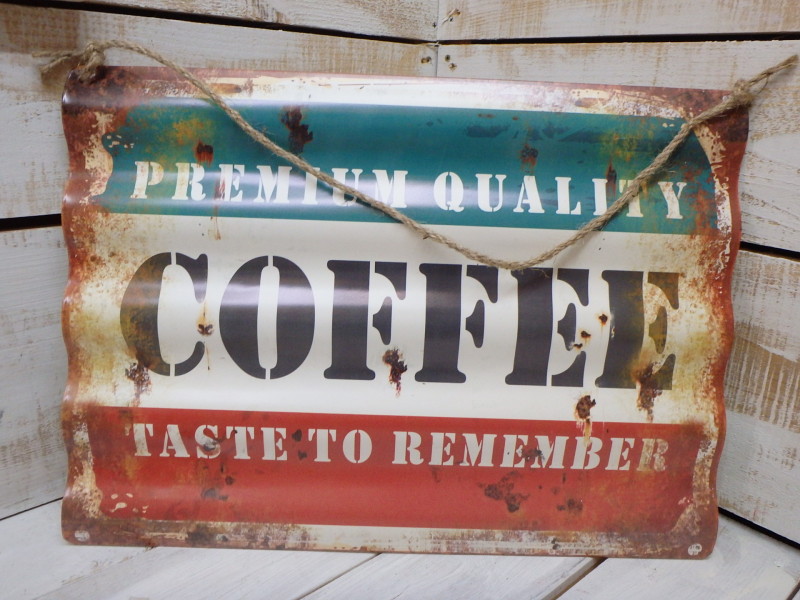 PREMIUM QUALITY
COFFEE
TASTE TO REMEMBER